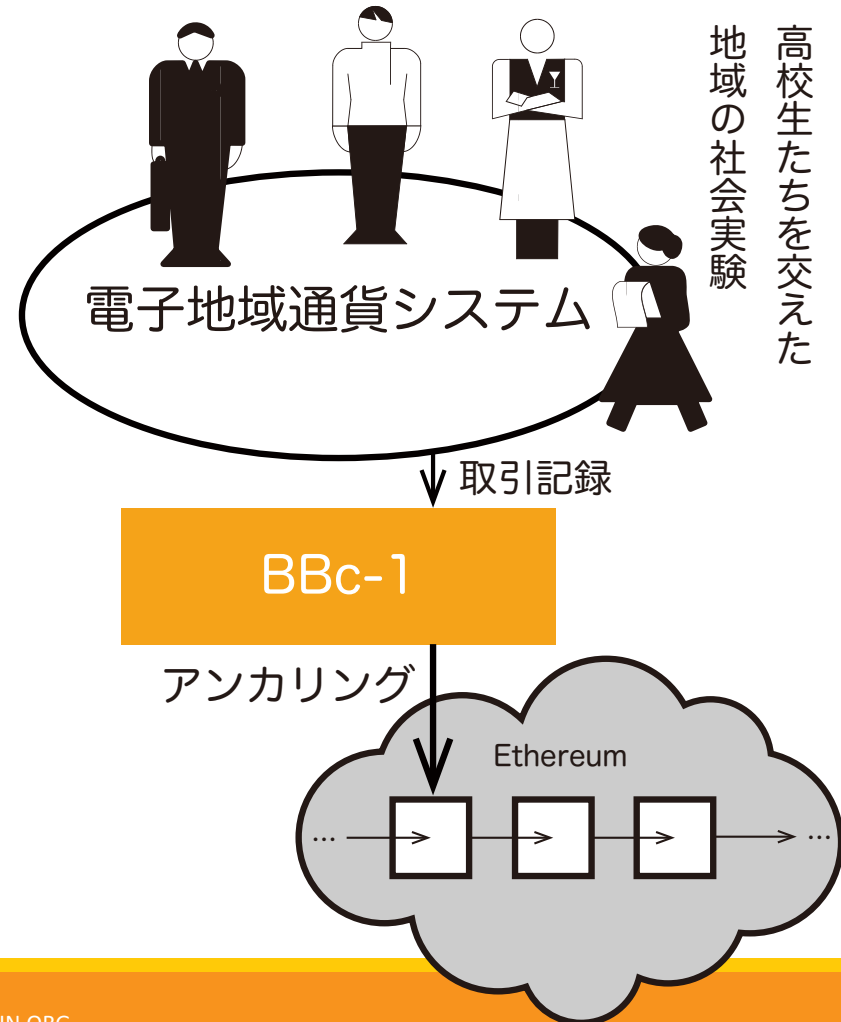 高校生たちを交えた
地域の社会実験
電子地域通貨システム
取引記録
BBc-1
アンカリング
Ethereum
...
...